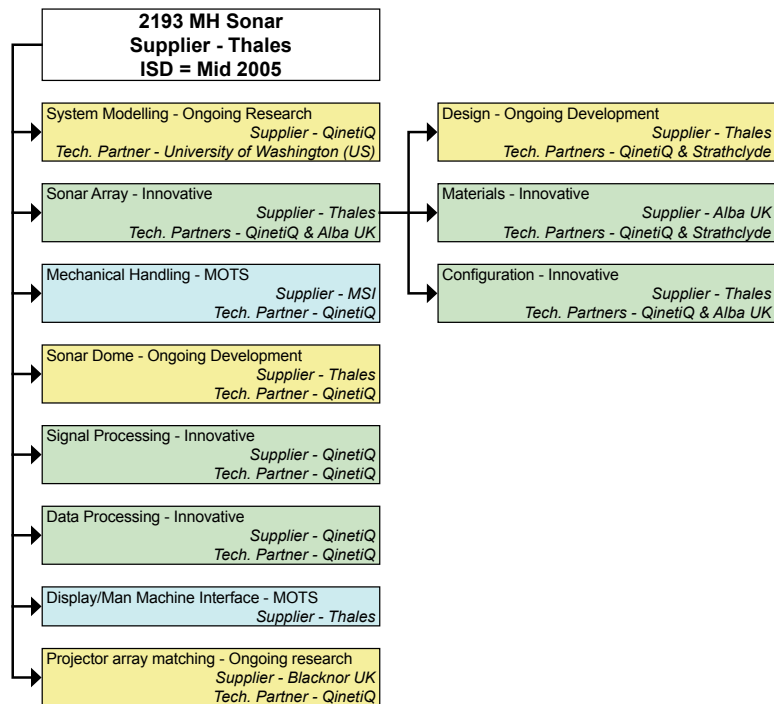 2193 MH Sonar
Supplier - Thales
ISD = Mid 2005
System Modelling - Ongoing Research
Supplier - QinetiQ
Tech. Partner - University of Washington (US)
Sonar Array - Innovative
Supplier - Thales
Tech. Partners - QinetiQ & Alba UK
Mechanical Handling - MOTS
Supplier - MSI
Tech. Partner - QinetiQ
Sonar Dome - Ongoing Development
Supplier - Thales
Tech. Partner - QinetiQ
Signal Processing - Innovative
Supplier - QinetiQ
Tech. Partner - QinetiQ
Data Processing - Innovative
Supplier - QinetiQ
Tech. Partner - QinetiQ
Display/Man Machine Interface - MOTS
Supplier - Thales
Projector array matching - Ongoing research
Supplier - Blacknor UK
Tech. Partner - QinetiQ
Design - Ongoing Development
Supplier - Thales
Tech. Partners - QinetiQ & Strathclyde
Materials - Innovative
Supplier - Alba UK
Tech. Partners - QinetiQ & Strathclyde
Configuration - Innovative
Supplier - Thales
Tech. Partners - QinetiQ & Alba UK